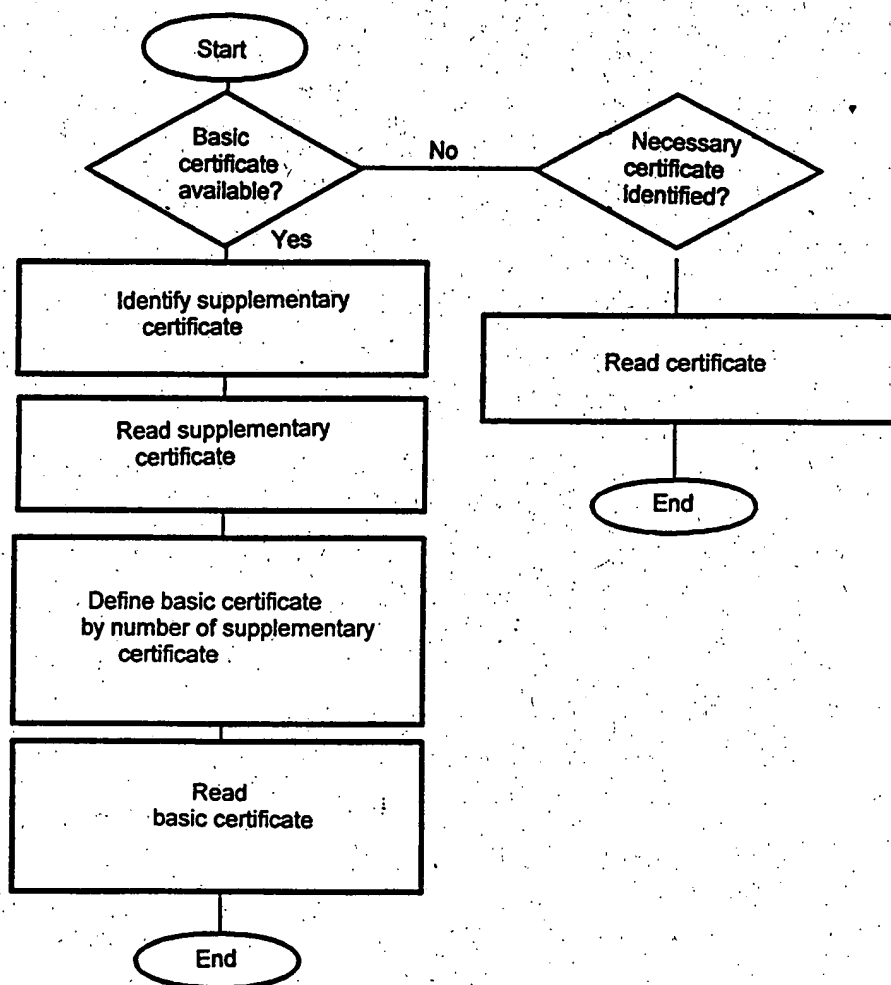 Start
Basic
certificate
available?
No
Necessary
certificate
identified?
Yes
Identify supplementary
certificate
Read certificate
Read supplementary
certificate
End
Define basic certificate
by number of supplementary
certificate
Read
basic certificate
End